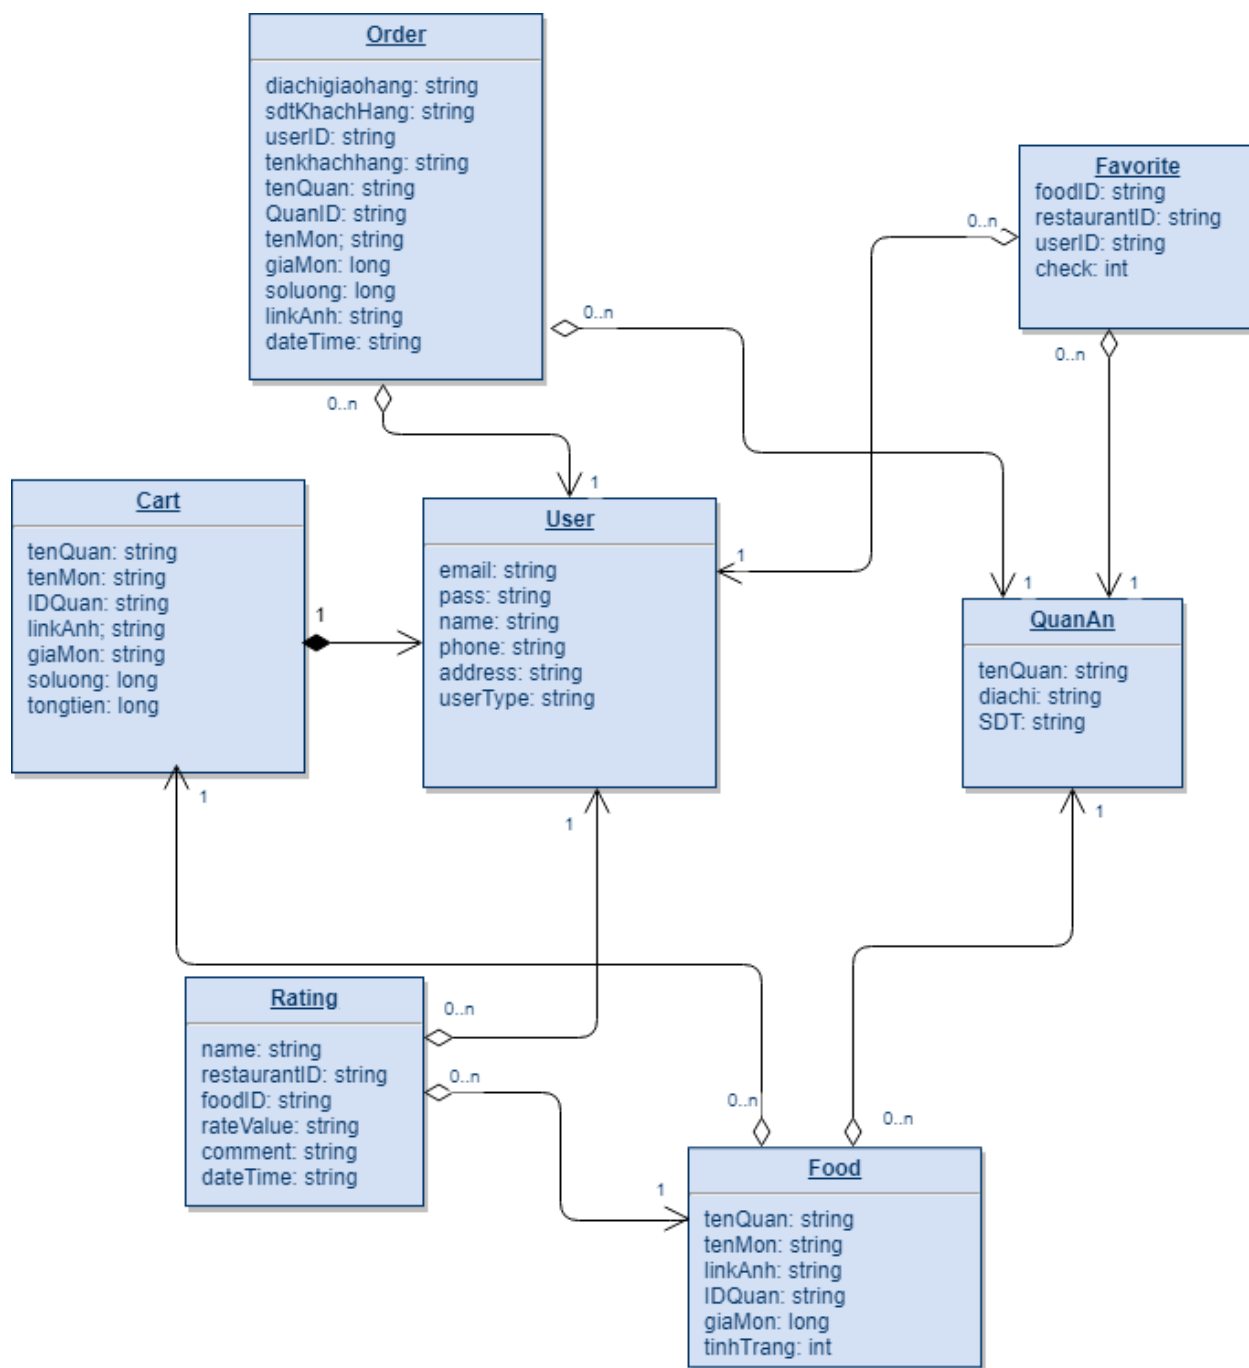 Order
diachigiaohang: string
sdtKhachHang: string
userID: string
tenkhachhang: string
tenQuan: string
QuanID: string
tenMon; string
giaMon: long
soluong: long
linkAnh: string
dateTime: string
Favorite
foodID: string
restaurantID: string
userID: string
check: int
0..n
0..n
0..n
0..n
1
1
1
1
Cart
tenQuan: string
tenMon: string
IDQuan: string
linkAnh; string
giaMon: string
soluong: long
tongtien: long
1
User
email: string
pass: string
name: string
phone: string
address: string
userType: string
QuanAn
tenQuan: string
diachi: string
SDT: string
1
1
1
Rating
name: string
restaurantID: string
foodID: string
rateValue: string
comment: string
dateTime: string
0..n
0..n
0..n
0..n
1
Food
tenQuan: string
tenMon: string
linkAnh: string
IDQuan: string
giaMon: long
tinhTrang: int